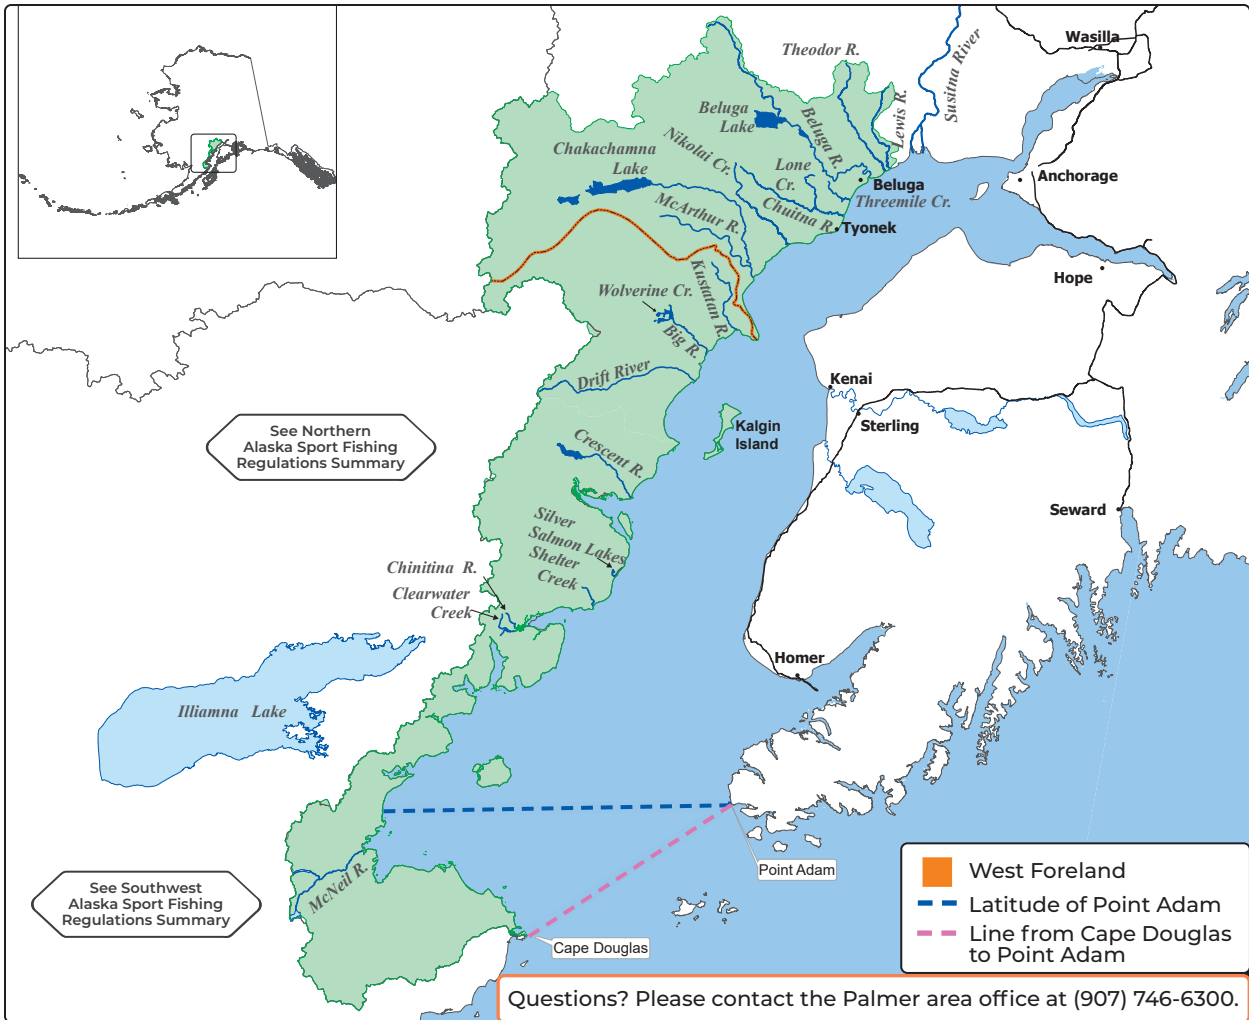 Wasilla
Theodor R.
Susitna River
Lewis R.
Beluga
Lake
Beluga R.
Nikolai Cr.
Chakachamna
Lake
Lone
Cr.
Anchorage
Beluga
Threemile Cr.
McArthur R.
Chuitna R.
Tyonek
Hope
Kustatan R.
Wolverine Cr.
Big R.
Drift River
Kenai
Sterling
Kalgin
Island
See Northern
Alaska Sport Fishing
Regulations Summary
Crescent R.
Seward
Silver
Salmon Lakes
Shelter
Creek
Chinitina R.
Clearwater
Creek
Homer
Illiamna Lake
Point Adam
McNeil R.
See Southwest
Alaska Sport Fishing
Regulations Summary
Cape Douglas
West Foreland
Latitude of Point Adam
Line from Cape Douglas
to Point Adam
Questions? Please contact the Palmer area office at (907) 746-6300.